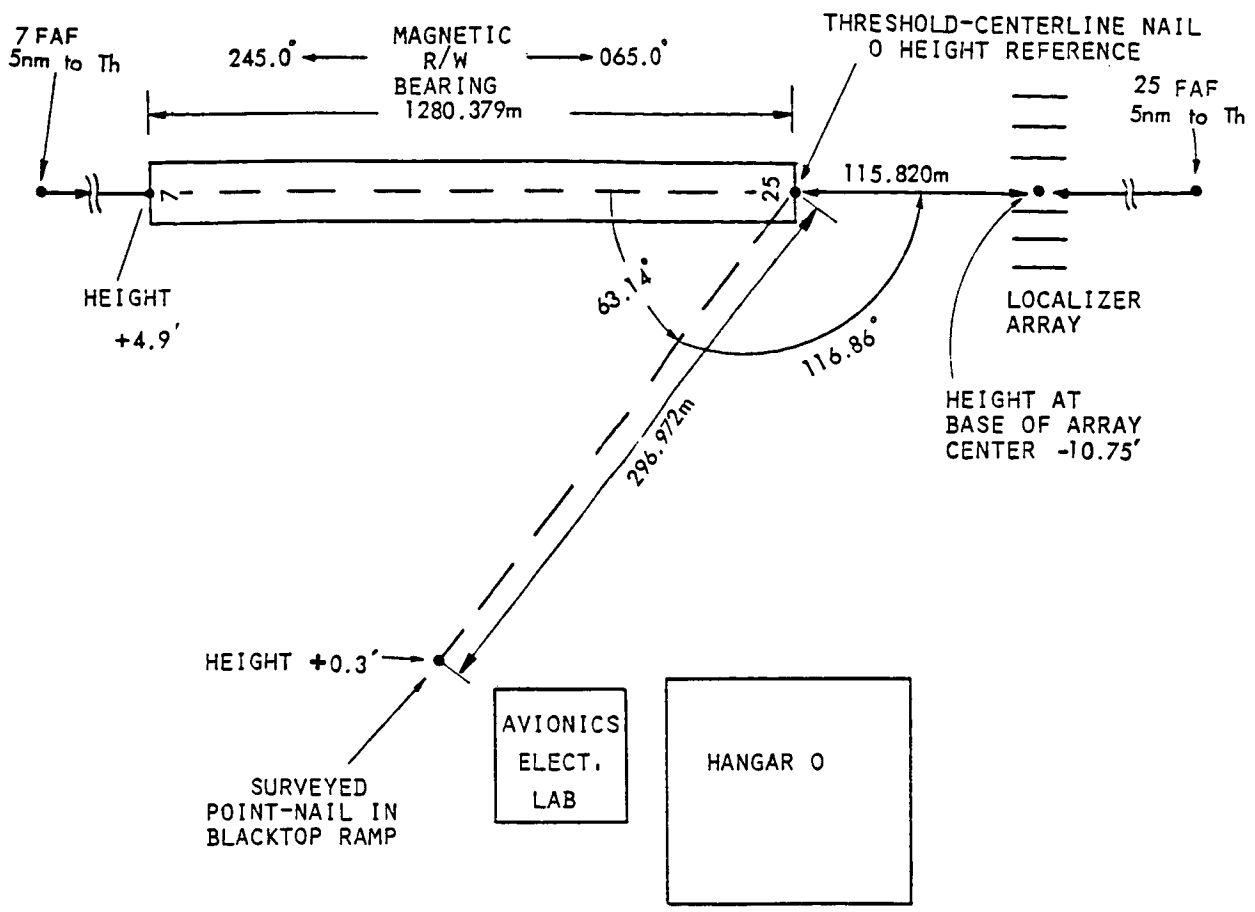 7 FAF
5nm to Th
MAGNETIC
R/W
BEARING
245.0°
065.0°
1280.379m
THRESHOLD-CENTERLINE NAIL
0 HEIGHT REFERENCE
25 FAF
5nm to Th
7
25
115.820m
HEIGHT
+4.9'
63.14°
116.86°
LOCALIZER
ARRAY
296.972m
HEIGHT AT
BASE OF ARRAY
CENTER -10.75'
HEIGHT +0.3'
SURVEYED
POINT-NAIL IN
BLACKTOP RAMP
AVIONICS
ELECT.
LAB
HANGAR O